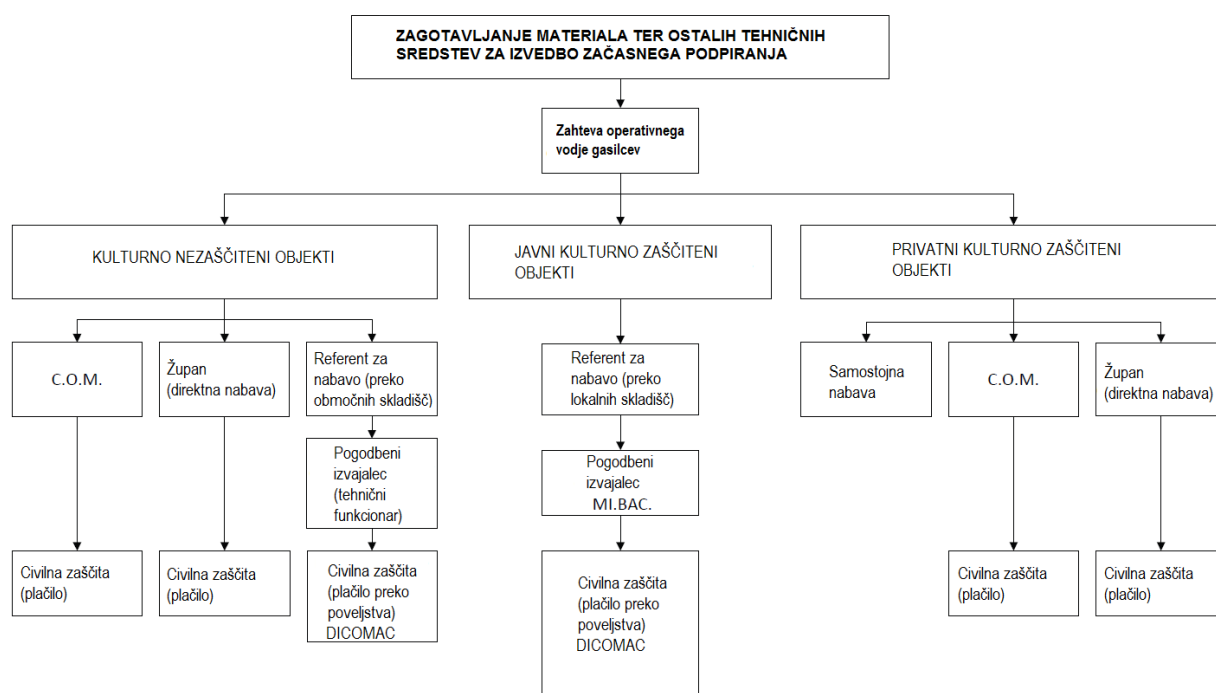 ZAGOTAVLJANJE MATERIALA TER OSTALIH TEHNIČNIH
SREDSTEV ZA IZVEDBO ZAČASNEGA PODPIRANJA
Zahteva operativnega
vodje gasilcev
KULTURNO NEZAŠČITENI OBJEKTI
JAVNI KULTURNO ZAŠČITENI
OBJEKTI
PRIVATNI KULTURNO ZAŠČITENI
OBJEKTI
C.O.M.
Župan
(direktna nabava)
Referent za
nabavo (preko
območnih skladišč)
Referent za
nabavo (preko
lokalnih skladišč)
Samostojna
nabava
C.O.M.
Župan
(direktna nabava)
Pogodbeni
izvajalec
(tehnični
funkcionar)
Pogodbeni
izvajalec
MI.BAC.
Civilna zaščita
(plačilo)
Civilna zaščita
(plačilo)
Civilna zaščita
(plačilo preko
poveljstva)
DICOMAC
Civilna zaščita
(plačilo preko
poveljstva)
DICOMAC
Civilna zaščita
(plačilo)
Civilna zaščita
(plačilo)